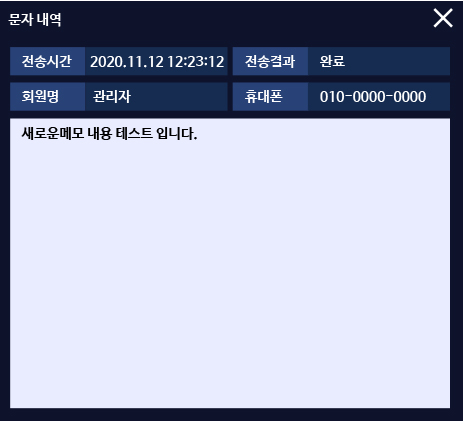 문자 내역
전송시간 2020.11.12 12:23:12 전송결과 완료
회원명 관리자 휴대폰 010-0000-0000
새로운메모 내용 테스트 입니다.